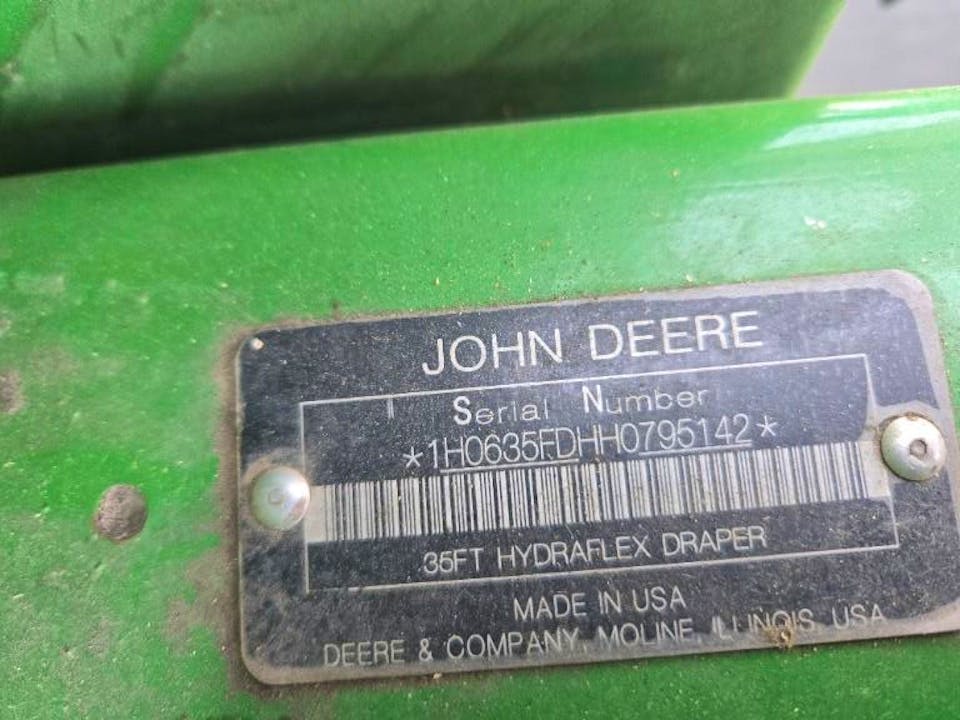 JOHN DEERE
Serial Number
*1H0635FDHH0795142*
35FT HYDRAFLEX DRAPER
MADE IN USA
DEERE & COMPANY, MOLINE, ILLINOIS, USA